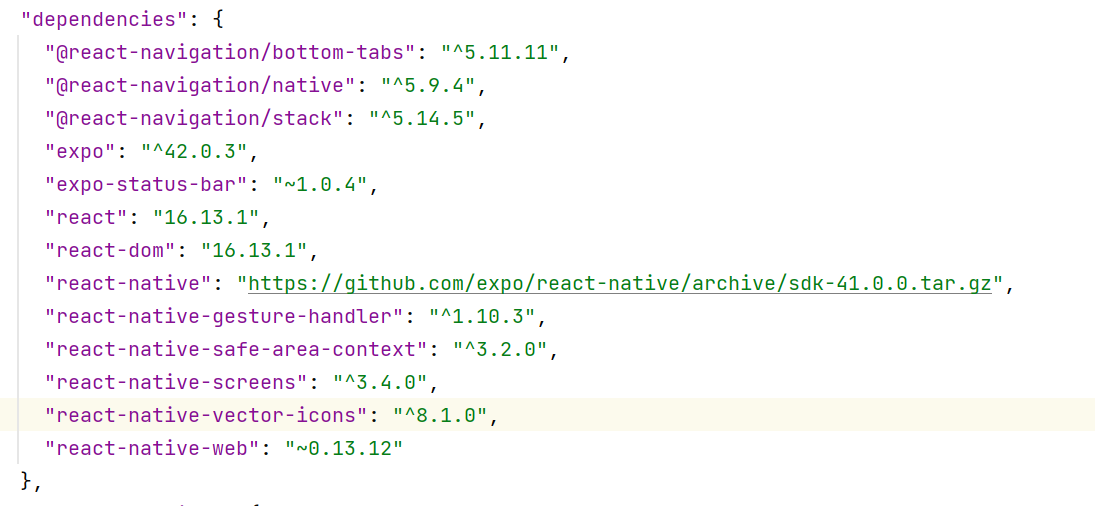 "dependencies": {
"@react-navigation/bottom-tabs": "^5.11.11",
"@react-navigation/native": "^5.9.4",
"@react-navigation/stack": "^5.14.5",
"expo": "^42.0.3",
"expo-status-bar": "~1.0.4",
"react": "16.13.1",
"react-dom": "16.13.1",
"react-native": "https://github.com/expo/react-native/archive/sdk-41.0.0.tar.gz",
"react-native-gesture-handler": "^1.10.3",
"react-native-safe-area-context": "^3.2.0",
"react-native-screens": "^3.4.0",
"react-native-vector-icons": "^8.1.0",
"react-native-web": "~0.13.12"
},